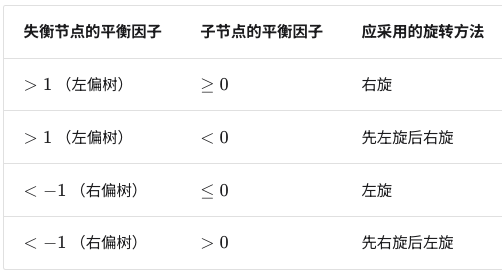 失衡节点的平衡因子 子节点的平衡因子 应采用的旋转方法
> 1 （左偏树） ≥ 0 右旋
> 1 （左偏树） < 0 先左旋后右旋
< −1 （右偏树） ≤ 0 左旋
< −1 （右偏树） > 0 先右旋后左旋